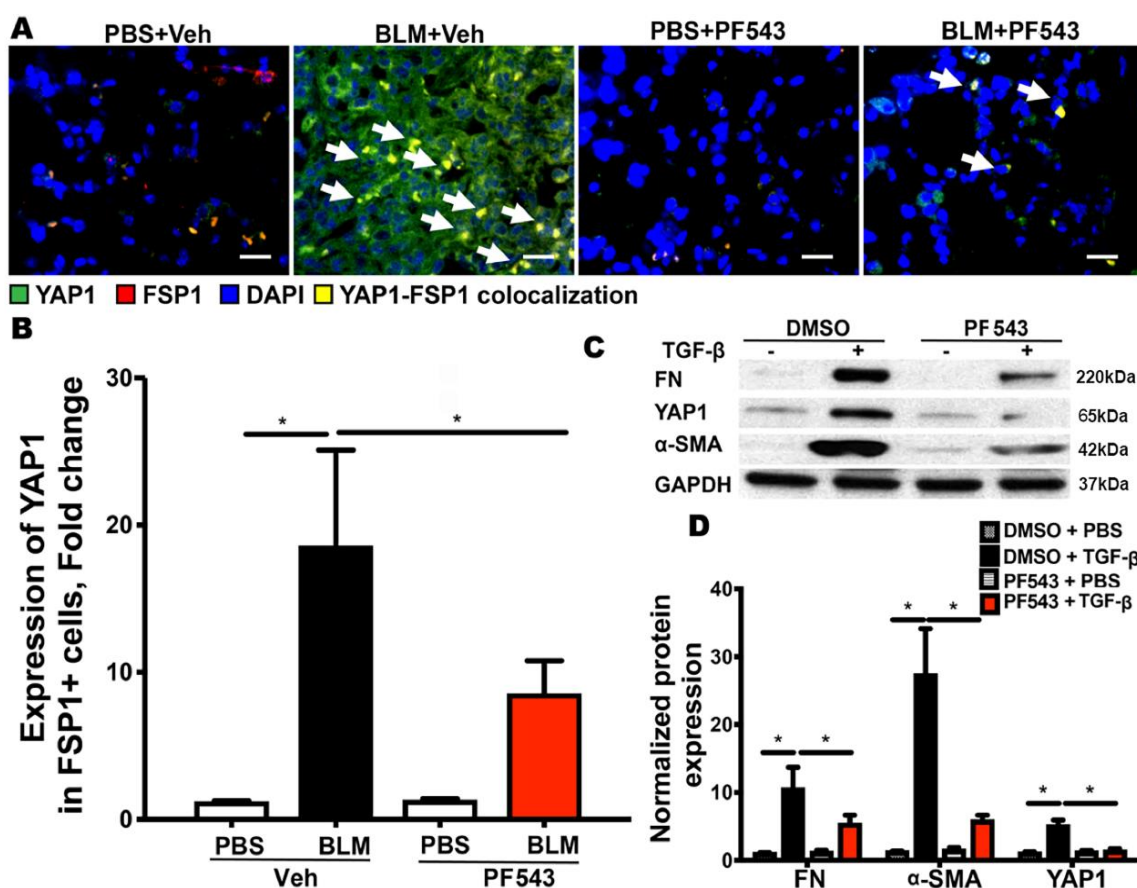 A
PBS+Veh BLM+Veh PBS+PF543 BLM+PF543
YAP1 FSP1 DAPI YAP1-FSP1 colocalization
B
Expression of YAP1
in FSP1+ cells, Fold change
30
20
10
0
* *
PBS BLM PBS BLM
Veh PF543
C
DMSO PF543
TGF-β - + - +
FN 220kDa
YAP1 65kDa
α-SMA 42kDa
GAPDH 37kDa
D
DMSO + PBS
DMSO + TGF-β
PF543 + PBS
PF543 + TGF-β
Normalized protein
expression
40
30
20
10
0
* *
* *
* *
FN α-SMA YAP1